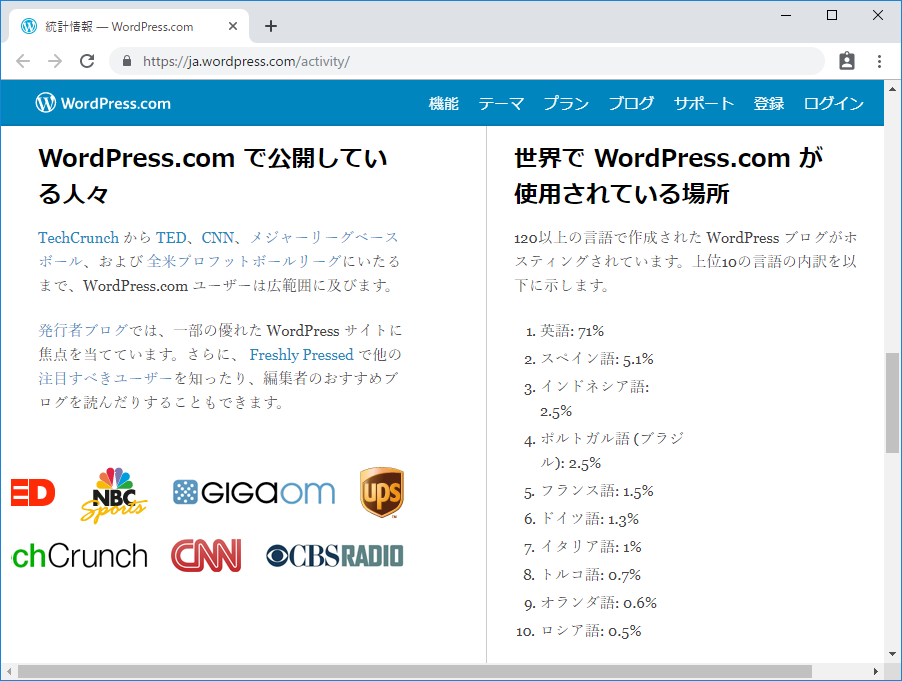 統計情報 — WordPress.com
https://ja.wordpress.com/activity/
WordPress.com
機能 テーマ プラン ブログ サポート 登録 ログイン
WordPress.com で公開してい
る人々
TechCrunch から TED、CNN、メジャーリーグベース
ボール、および 全米プロフットボールリーグにいたる
まで、WordPress.com ユーザーは広範囲に及びます。
発行者ブログでは、一部の優れた WordPress サイトに
焦点を当てています。さらに、 Freshly Pressed で他の
注目すべきユーザーを知ったり、編集者のおすすめブ
ログを読んだりすることもできます。
ED
NBC
Sports
GIGAOM
UPS
chCrunch
CNN
CBS RADIO
世界で WordPress.com が
使用されている場所
120以上の言語で作成された WordPress ブログがホ
スティングされています。上位10の言語の内訳を以
下に示します。
1. 英語: 71%
2. スペイン語: 5.1%
3. インドネシア語:
2.5%
4. ポルトガル語 (ブラジ
ル): 2.5%
5. フランス語: 1.5%
6. ドイツ語: 1.3%
7. イタリア語: 1%
8. トルコ語: 0.7%
9. オランダ語: 0.6%
10. ロシア語: 0.5%